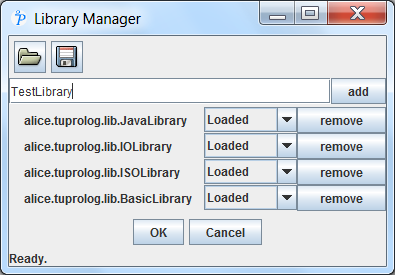 Library Manager
TestLibrary add
alice.tuprolog.lib.JavaLibrary Loaded remove
alice.tuprolog.lib.IOLibrary Loaded remove
alice.tuprolog.lib.ISOLibrary Loaded remove
alice.tuprolog.lib.BasicLibrary Loaded remove
OK Cancel
Ready.